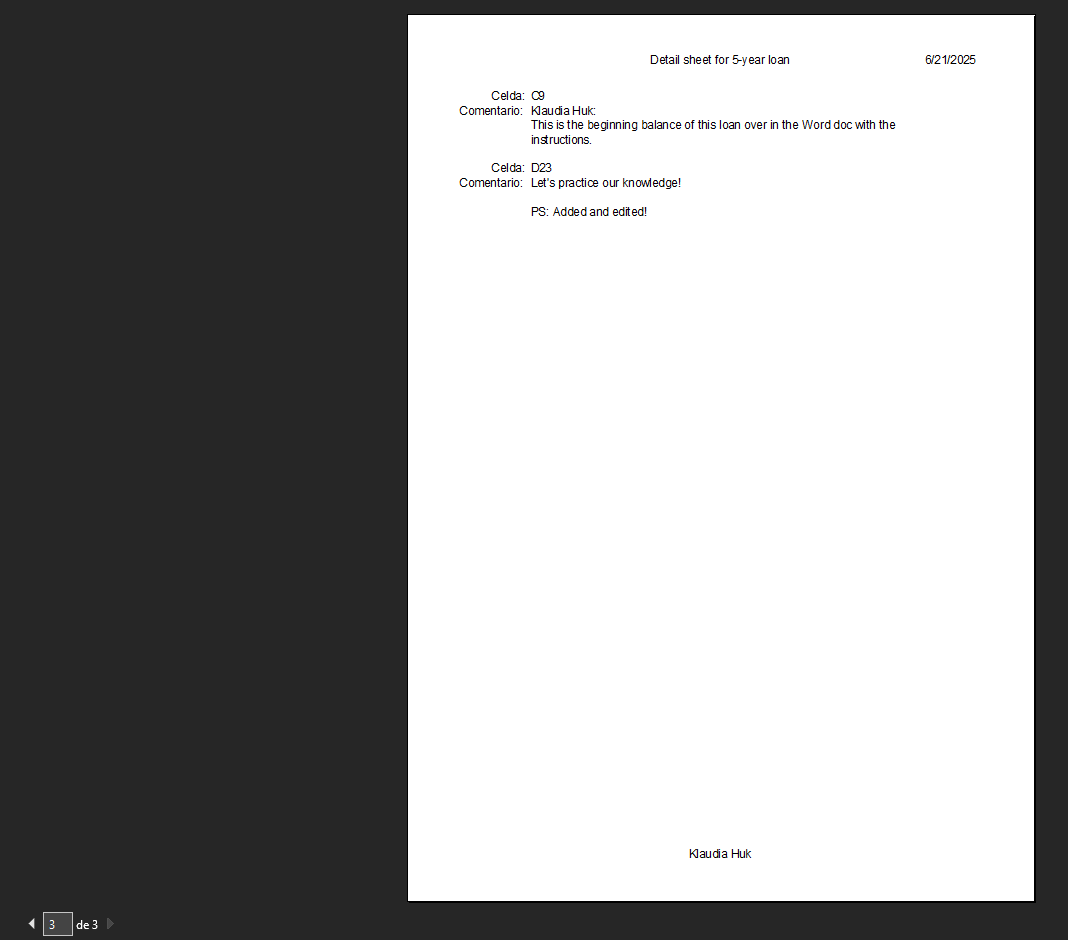 Detail sheet for 5-year loan 6/21/2025
Celda: C9
Comentario: Klaudia Huk:
This is the beginning balance of this loan over in the Word doc with the
instructions.
Celda: D23
Comentario: Let's practice our knowledge!
PS: Added and edited!
Klaudia Huk
3 de 3